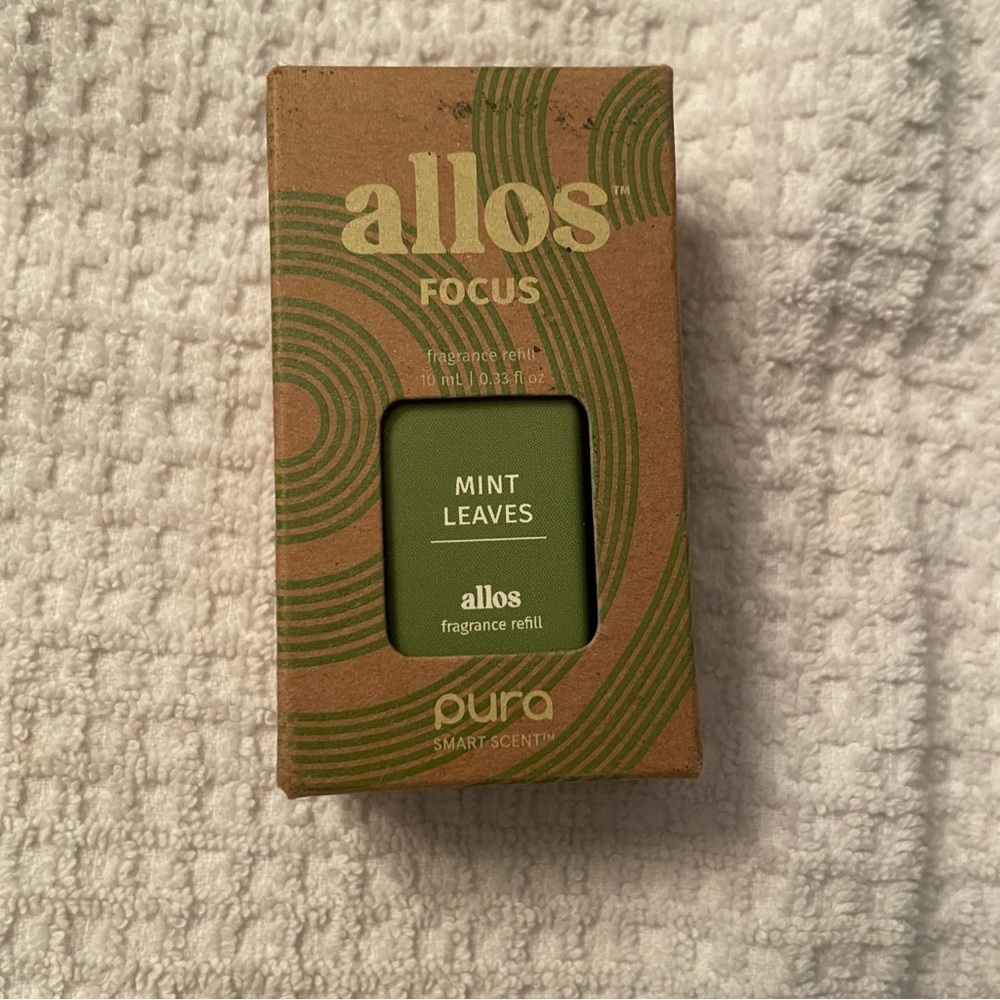 allos™
FOCUS
fragrance refill
10 mL | 0.33 fl oz
MINT
LEAVES
allos
fragrance refill
pura
SMART SCENT™